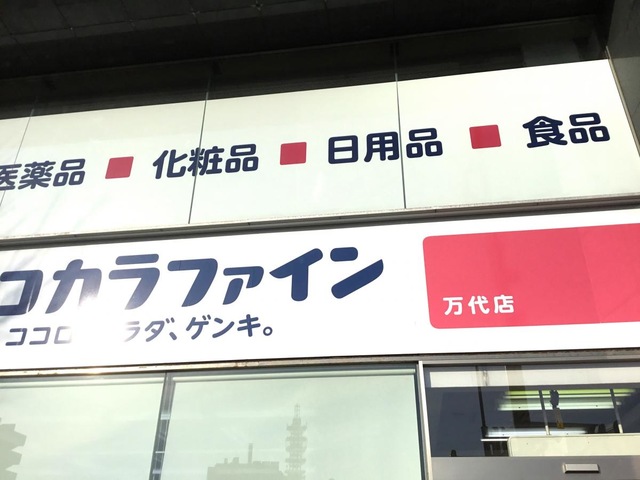 医薬品 ■ 化粧品 ■ 日用品 ■ 食品
コカラファイン
ココロ ラダ、ゲンキ。
万代店